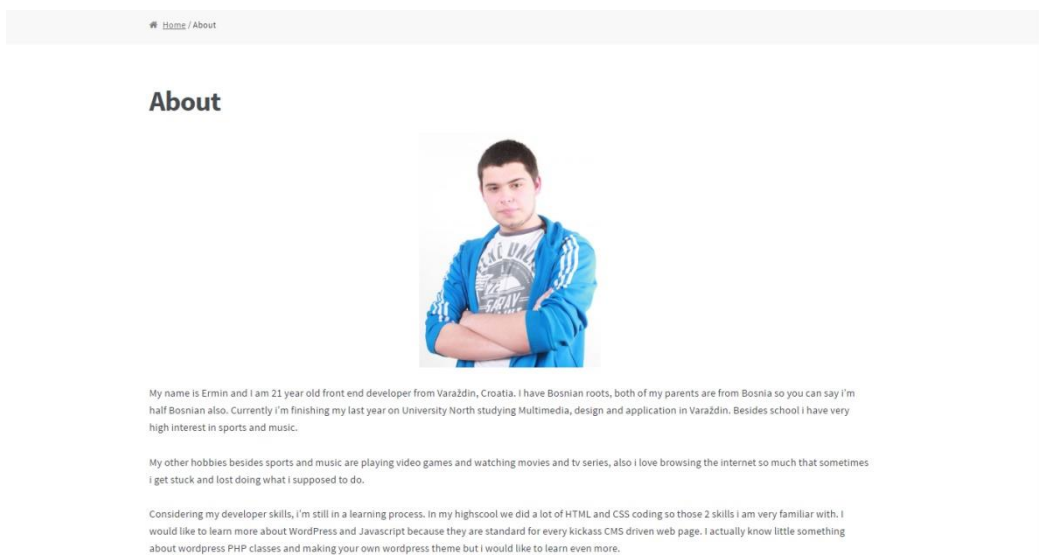 Home / About
About
My name is Ermin and I am 21 year old front end developer from Varaždin, Croatia. I have Bosnian roots, both of my parents are from Bosnia so you can say i'm
half Bosnian also. Currently i'm finishing my last year on University North studying Multimedia, design and application in Varaždin. Besides school i have very
high interest in sports and music.
My other hobbies besides sports and music are playing video games and watching movies and tv series, also i love browsing the internet so much that sometimes
i get stuck and lost doing what i supposed to do.
Considering my developer skills, i'm still in a learning process. In my highscool we did a lot of HTML and CSS coding so those 2 skills i am very familiar with. I
would like to learn more about WordPress and Javascript because they are standard for every kickass CMS driven web page. I actually know little something
about wordpress PHP classes and making your own wordpress theme but i would like to learn even more.